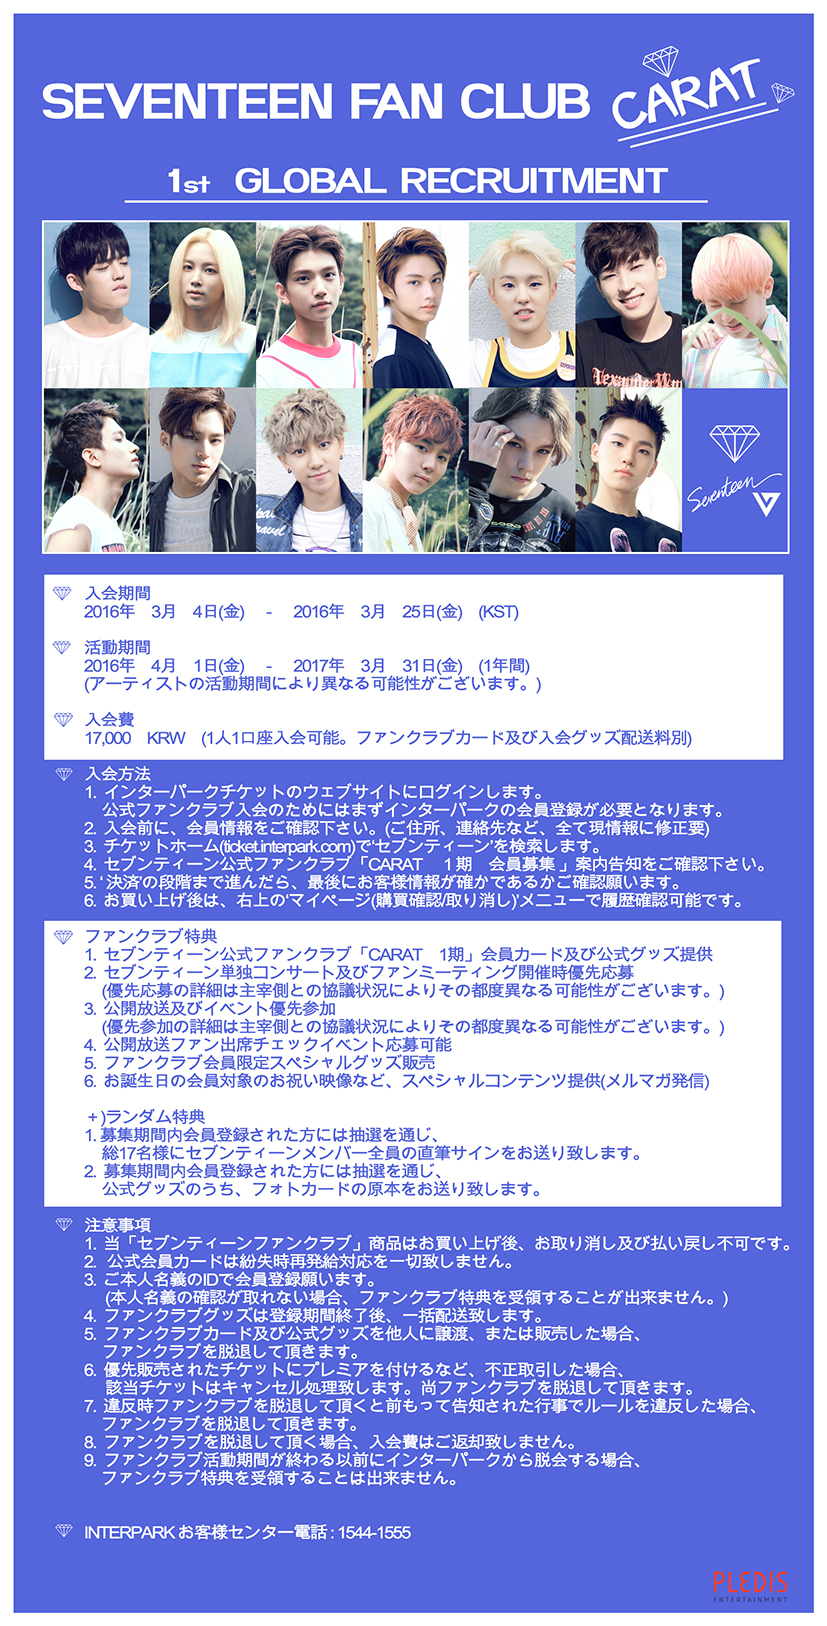 SEVENTEEN FAN CLUB CARAT
1st GLOBAL RECRUITMENT
Seventeen
入会期間
2016年 3月 4日(金) - 2016年 3月 25日(金) (KST)
活動期間
2016年 4月 1日(金) - 2017年 3月 31日(金) (1年間)
(アーティストの活動期間により異なる可能性がございます。)
入会費
17,000 KRW (1人1口座入会可能。ファンクラブカード及び入会グッズ配送料別)
入会方法
1. インターパークチケットのウェブサイトにログインします。
公式ファンクラブ入会のためにはまずインターパークの会員登録が必要となります。
2. 入会前に、会員情報をご確認下さい。(ご住所、連絡先など、全て現情報に修正要)
3. チケットホーム(ticket.interpark.com)で‘セブンティーン’を検索します。
4. セブンティーン公式ファンクラブ「CARAT 1期 会員募集 」案内告知をご確認下さい。
5. ‘ 決済’の段階まで進んだら、最後にお客様情報が確かであるかご確認願います。
6. お買い上げ後は、右上の‘マイページ(購買確認/取り消し)’メニューで履歴確認可能です。
ファンクラブ特典
1. セブンティーン公式ファンクラブ「CARAT 1期」会員カード及び公式グッズ提供
2. セブンティーン単独コンサート及びファンミーティング開催時優先応募
(優先応募の詳細は主宰側との協議状況によりその都度異なる可能性がございます。)
3. 公開放送及びイベント優先参加
(優先参加の詳細は主宰側との協議状況によりその都度異なる可能性がございます。)
4. 公開放送ファン出席チェックイベント応募可能
5. ファンクラブ会員限定スペシャルグッズ販売
6. お誕生日の会員対象のお祝い映像など、スペシャルコンテンツ提供(メルマガ発信)
+)ランダム特典
1. 募集期間内会員登録された方には抽選を通じ、
総17名様にセブンティーンメンバー全員の直筆サインをお送り致します。
2. 募集期間内会員登録された方には抽選を通じ、
公式グッズのうち、フォトカードの原本をお送り致します。
注意事項
1. 当「セブンティーンファンクラブ」商品はお買い上げ後、お取り消し及び払い戻し不可です。
2. 公式会員カードは紛失時再発給対応を一切致しません。
3. ご本人名義のIDで会員登録願います。
(本人名義の確認が取れない場合、ファンクラブ特典を受領することが出来ません。)
4. ファンクラブグッズは登録期間終了後、一括配送致します。
5. ファンクラブカード及び公式グッズを他人に譲渡、または販売した場合、
ファンクラブを脱退して頂きます。
6. 優先販売されたチケットにプレミアを付けるなど、不正取引した場合、
該当チケットはキャンセル処理致します。尚ファンクラブを脱退して頂きます。
7. 違反時ファンクラブを脱退して頂くと前もって告知された行事でルールを違反した場合、
ファンクラブを脱退して頂きます。
8. ファンクラブを脱退して頂く場合、入会費はご返却致しません。
9. ファンクラブ活動期間が終わる以前にインターパークから脱会する場合、
ファンクラブ特典を受領することは出来ません。
INTERPARK お客様センター電話 : 1544-1555
PLEDIS
ENTERTAINMENT